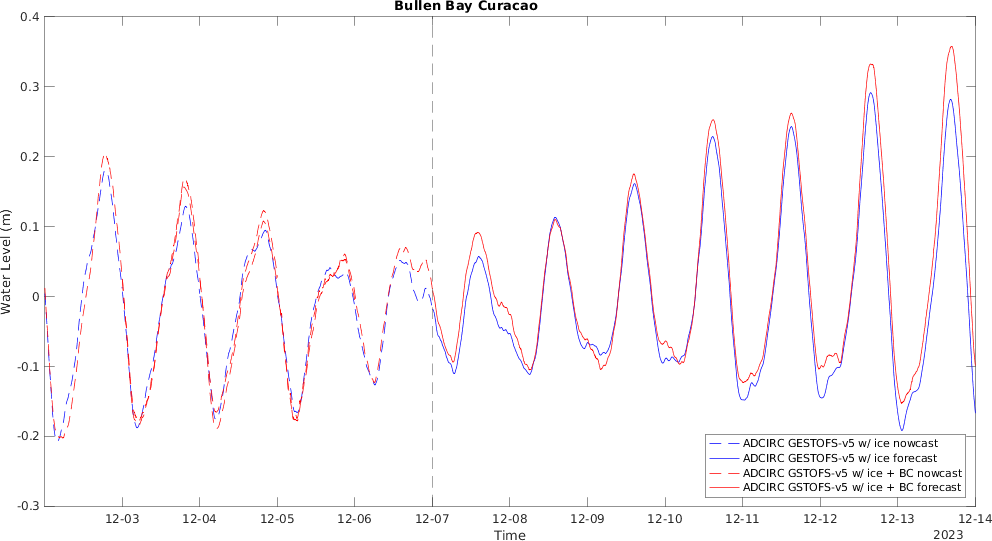 Bullen Bay Curacao
0.4
0.3
0.2
0.1
0
-0.1
-0.2
-0.3
Water Level (m)
ADCIRC GESTOFS-v5 w/ ice nowcast
ADCIRC GESTOFS-v5 w/ ice forecast
ADCIRC GSTOFS-v5 w/ ice + BC nowcast
ADCIRC GSTOFS-v5 w/ ice + BC forecast
12-03 12-04 12-05 12-06 12-07 12-08 12-09 12-10 12-11 12-12 12-13 12-14
Time
2023